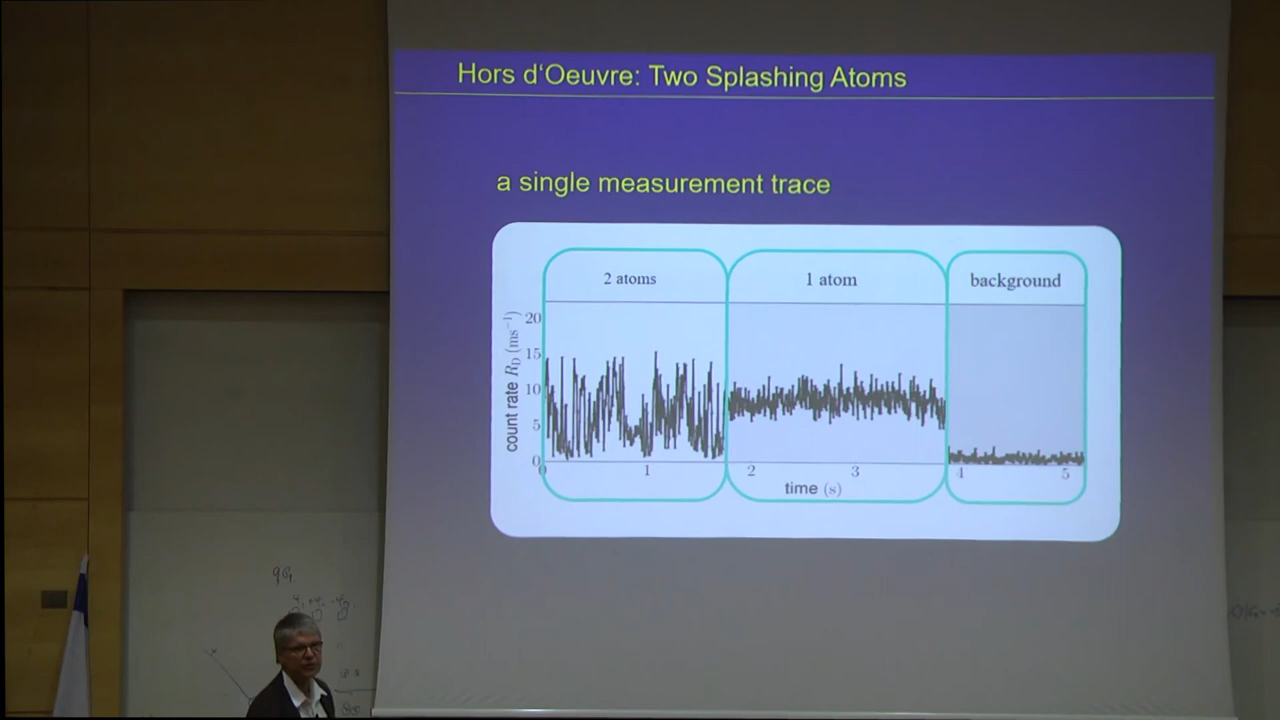 Hors d‘Oeuvre: Two Splashing Atoms
a single measurement trace
2 atoms
1 atom
background
count rate R_D (ms⁻¹)
20
15
10
5
0
0
1
2
3
4
5
time (s)